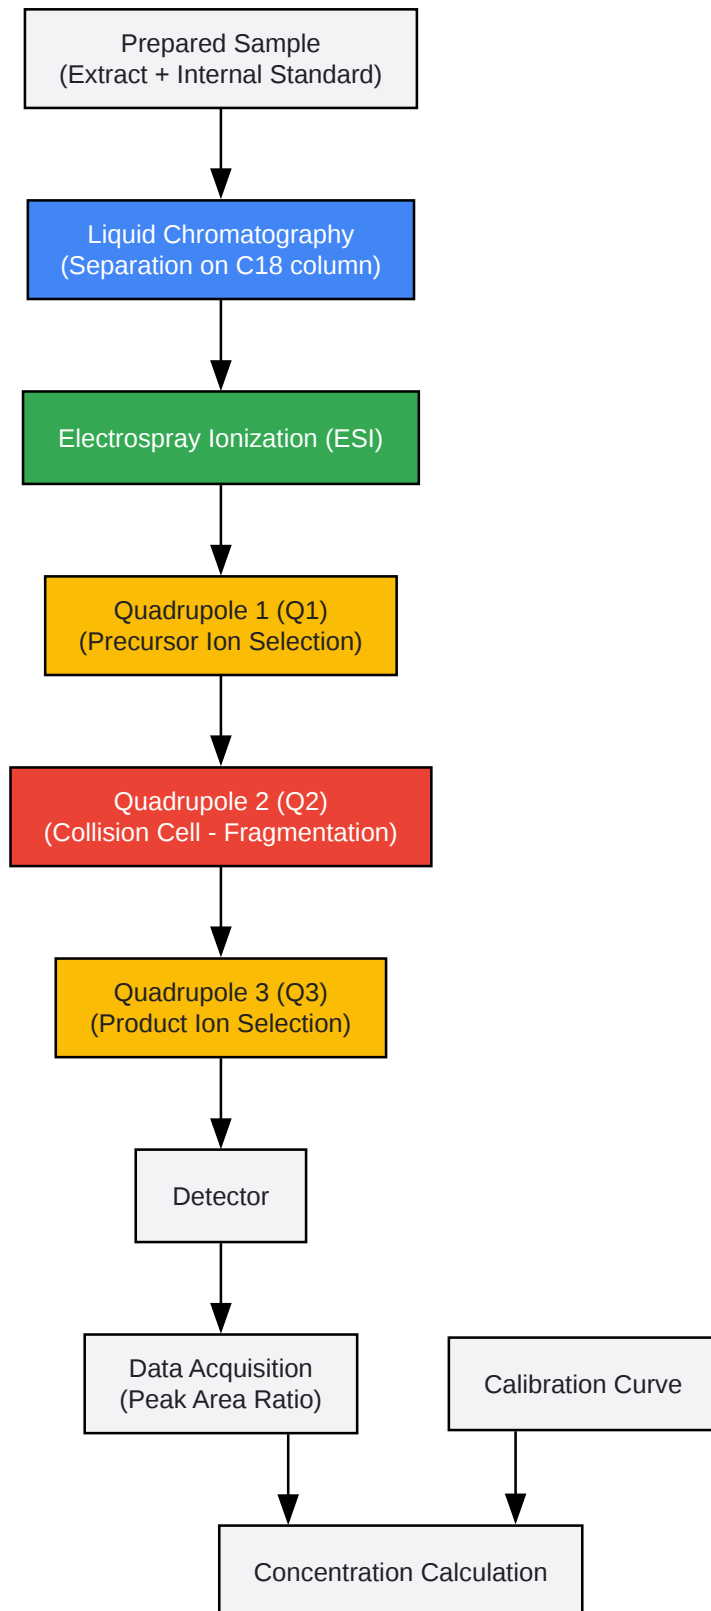 Prepared Sample
(Extract + Internal Standard)
Liquid Chromatography
(Separation on C18 column)
Electrospray Ionization (ESI)
Quadrupole 1 (Q1)
(Precursor Ion Selection)
Quadrupole 2 (Q2)
(Collision Cell - Fragmentation)
Quadrupole 3 (Q3)
(Product Ion Selection)
Detector
Data Acquisition
(Peak Area Ratio)
Calibration Curve
Concentration Calculation